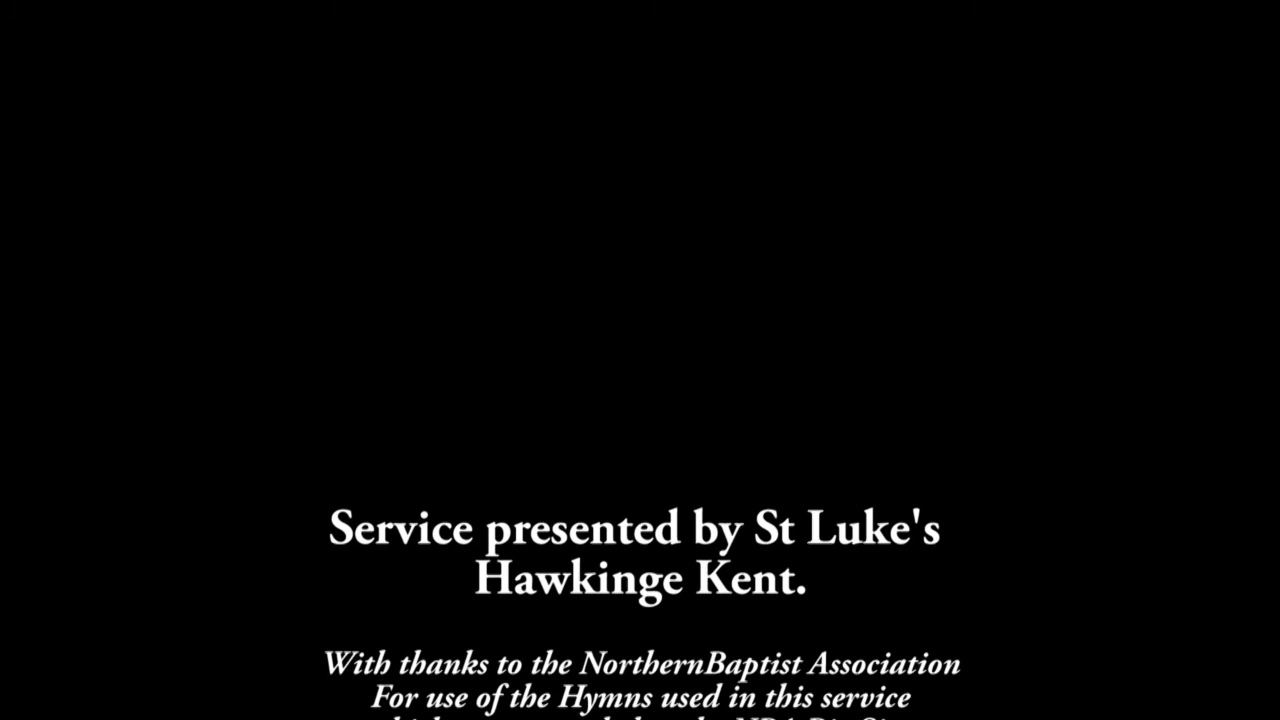 Service presented by St Luke's
Hawkinge Kent.
With thanks to the NorthernBaptist Association
For use of the Hymns used in this service